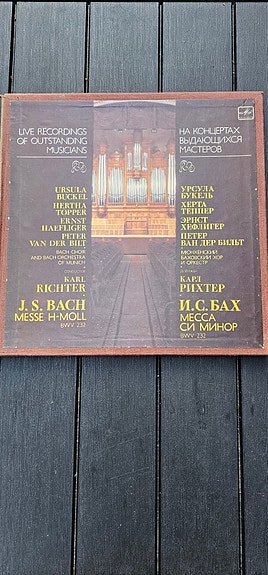 LIVE RECORDINGS
OF OUTSTANDING
MUSICIANS
URSULA
BUCKEL
HERTHA
TOPPER
ERNST
HAEFLIGER
PETER
VAN DER BILT
BACH CHOIR
AND BACH ORCHESTRA
OF MUNICH
CONDUCTOR
KARL
RICHTER
J. S. BACH
MESSE H-MOLL
BWV 232
НА КОНЦЕРТАХ
ВЫДАЮЩИХСЯ
МАСТЕРОВ
УРСУЛА
БУКЕЛЬ
ХЕРТА
ТЕППЕР
ЭРНСТ
ХЕФЛИГЕР
ПЕТЕР
ВАН ДЕР БИЛЬТ
МЮНХЕНСКИЙ
БАХОВСКИЙ ХОР
И ОРКЕСТР
КАРЛ
РИХТЕР
И.С. БАХ
МЕССА
СИ МИНОР
BWV 232